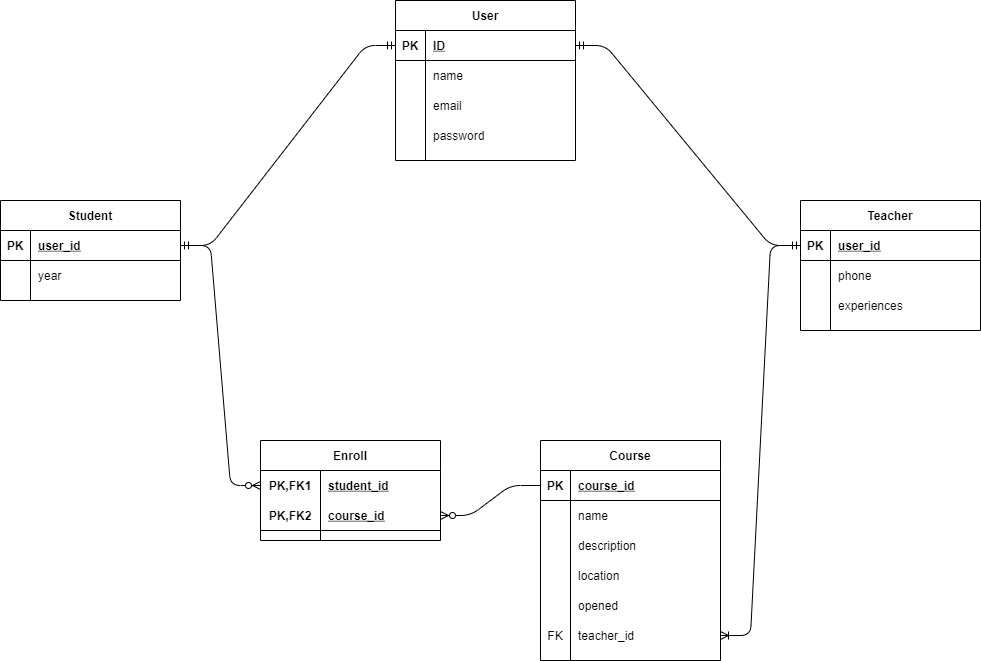 User
PK ID
name
email
password
Student
PK user_id
year
Teacher
PK user_id
phone
experiences
Enroll
PK,FK1 student_id
PK,FK2 course_id
Course
PK course_id
name
description
location
opened
FK teacher_id